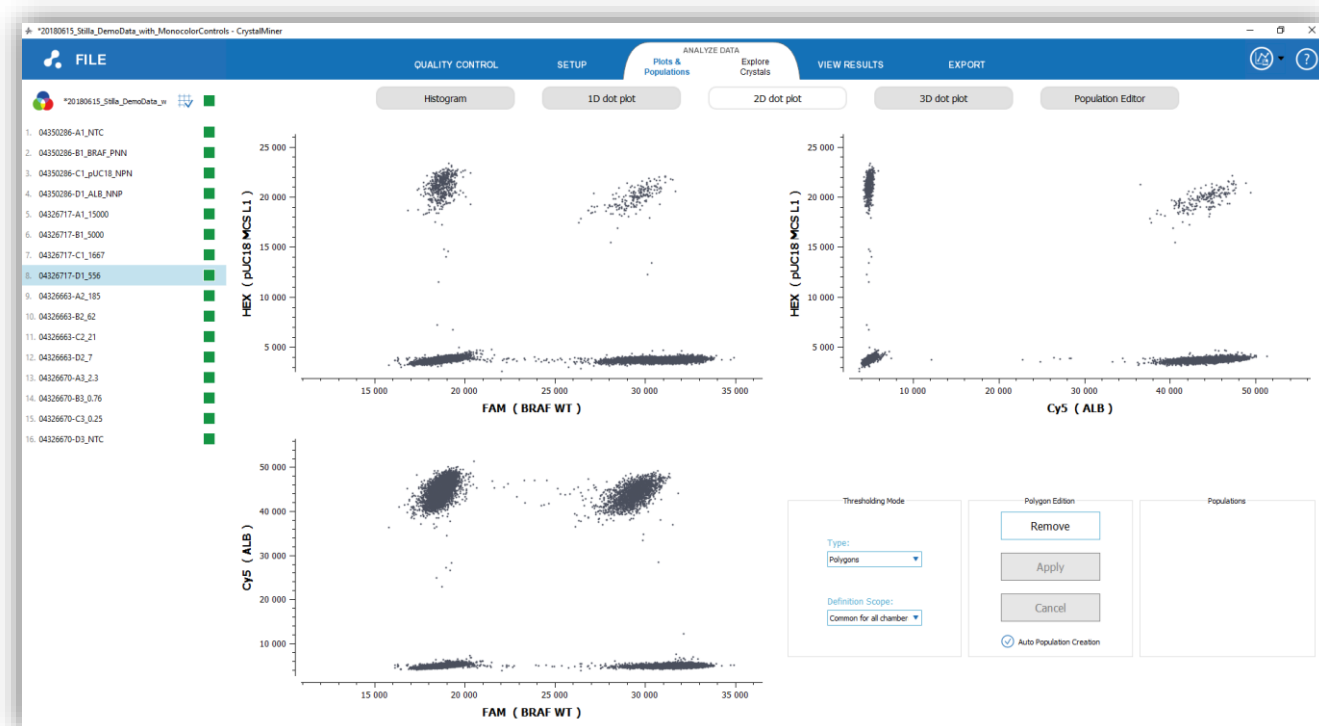 *20180615_Stilla_DemoData_with_MonocolorControls - CrystalMiner
FILE
QUALITY CONTROL
SETUP
ANALYZE DATA
Plots & Populations
Explore Crystals
VIEW RESULTS
EXPORT
?
*20180615_Stilla_DemoData_w
Histogram
1D dot plot
2D dot plot
3D dot plot
Population Editor
1. 04350286-A1_NTC
2. 04350286-B1_BRAF_PNN
3. 04350286-C1_pUC18_NPN
4. 04350286-D1_ALB_NNP
5. 04326717-A1_15000
6. 04326717-B1_5000
7. 04326717-C1_1667
8. 04326717-D1_556
9. 04326663-A2_185
10. 04326663-B2_62
11. 04326663-C2_21
12. 04326663-D2_7
13. 04326670-A3_2.3
14. 04326670-B3_0.76
15. 04326670-C3_0.25
16. 04326670-D3_NTC
HEX ( pUC18 MCS L1 )
25 000
20 000
15 000
10 000
5 000
15 000 20 000 25 000 30 000 35 000
FAM ( BRAF WT )
HEX ( pUC18 MCS L1 )
25 000
20 000
15 000
10 000
5 000
10 000 20 000 30 000 40 000 50 000
Cy5 ( ALB )
Cy5 ( ALB )
50 000
40 000
30 000
20 000
10 000
15 000 20 000 25 000 30 000 35 000
FAM ( BRAF WT )
Thresholding Mode
Type:
Polygons
Definition Scope:
Common for all chamber
Polygon Edition
Remove
Apply
Cancel
Auto Population Creation
Populations